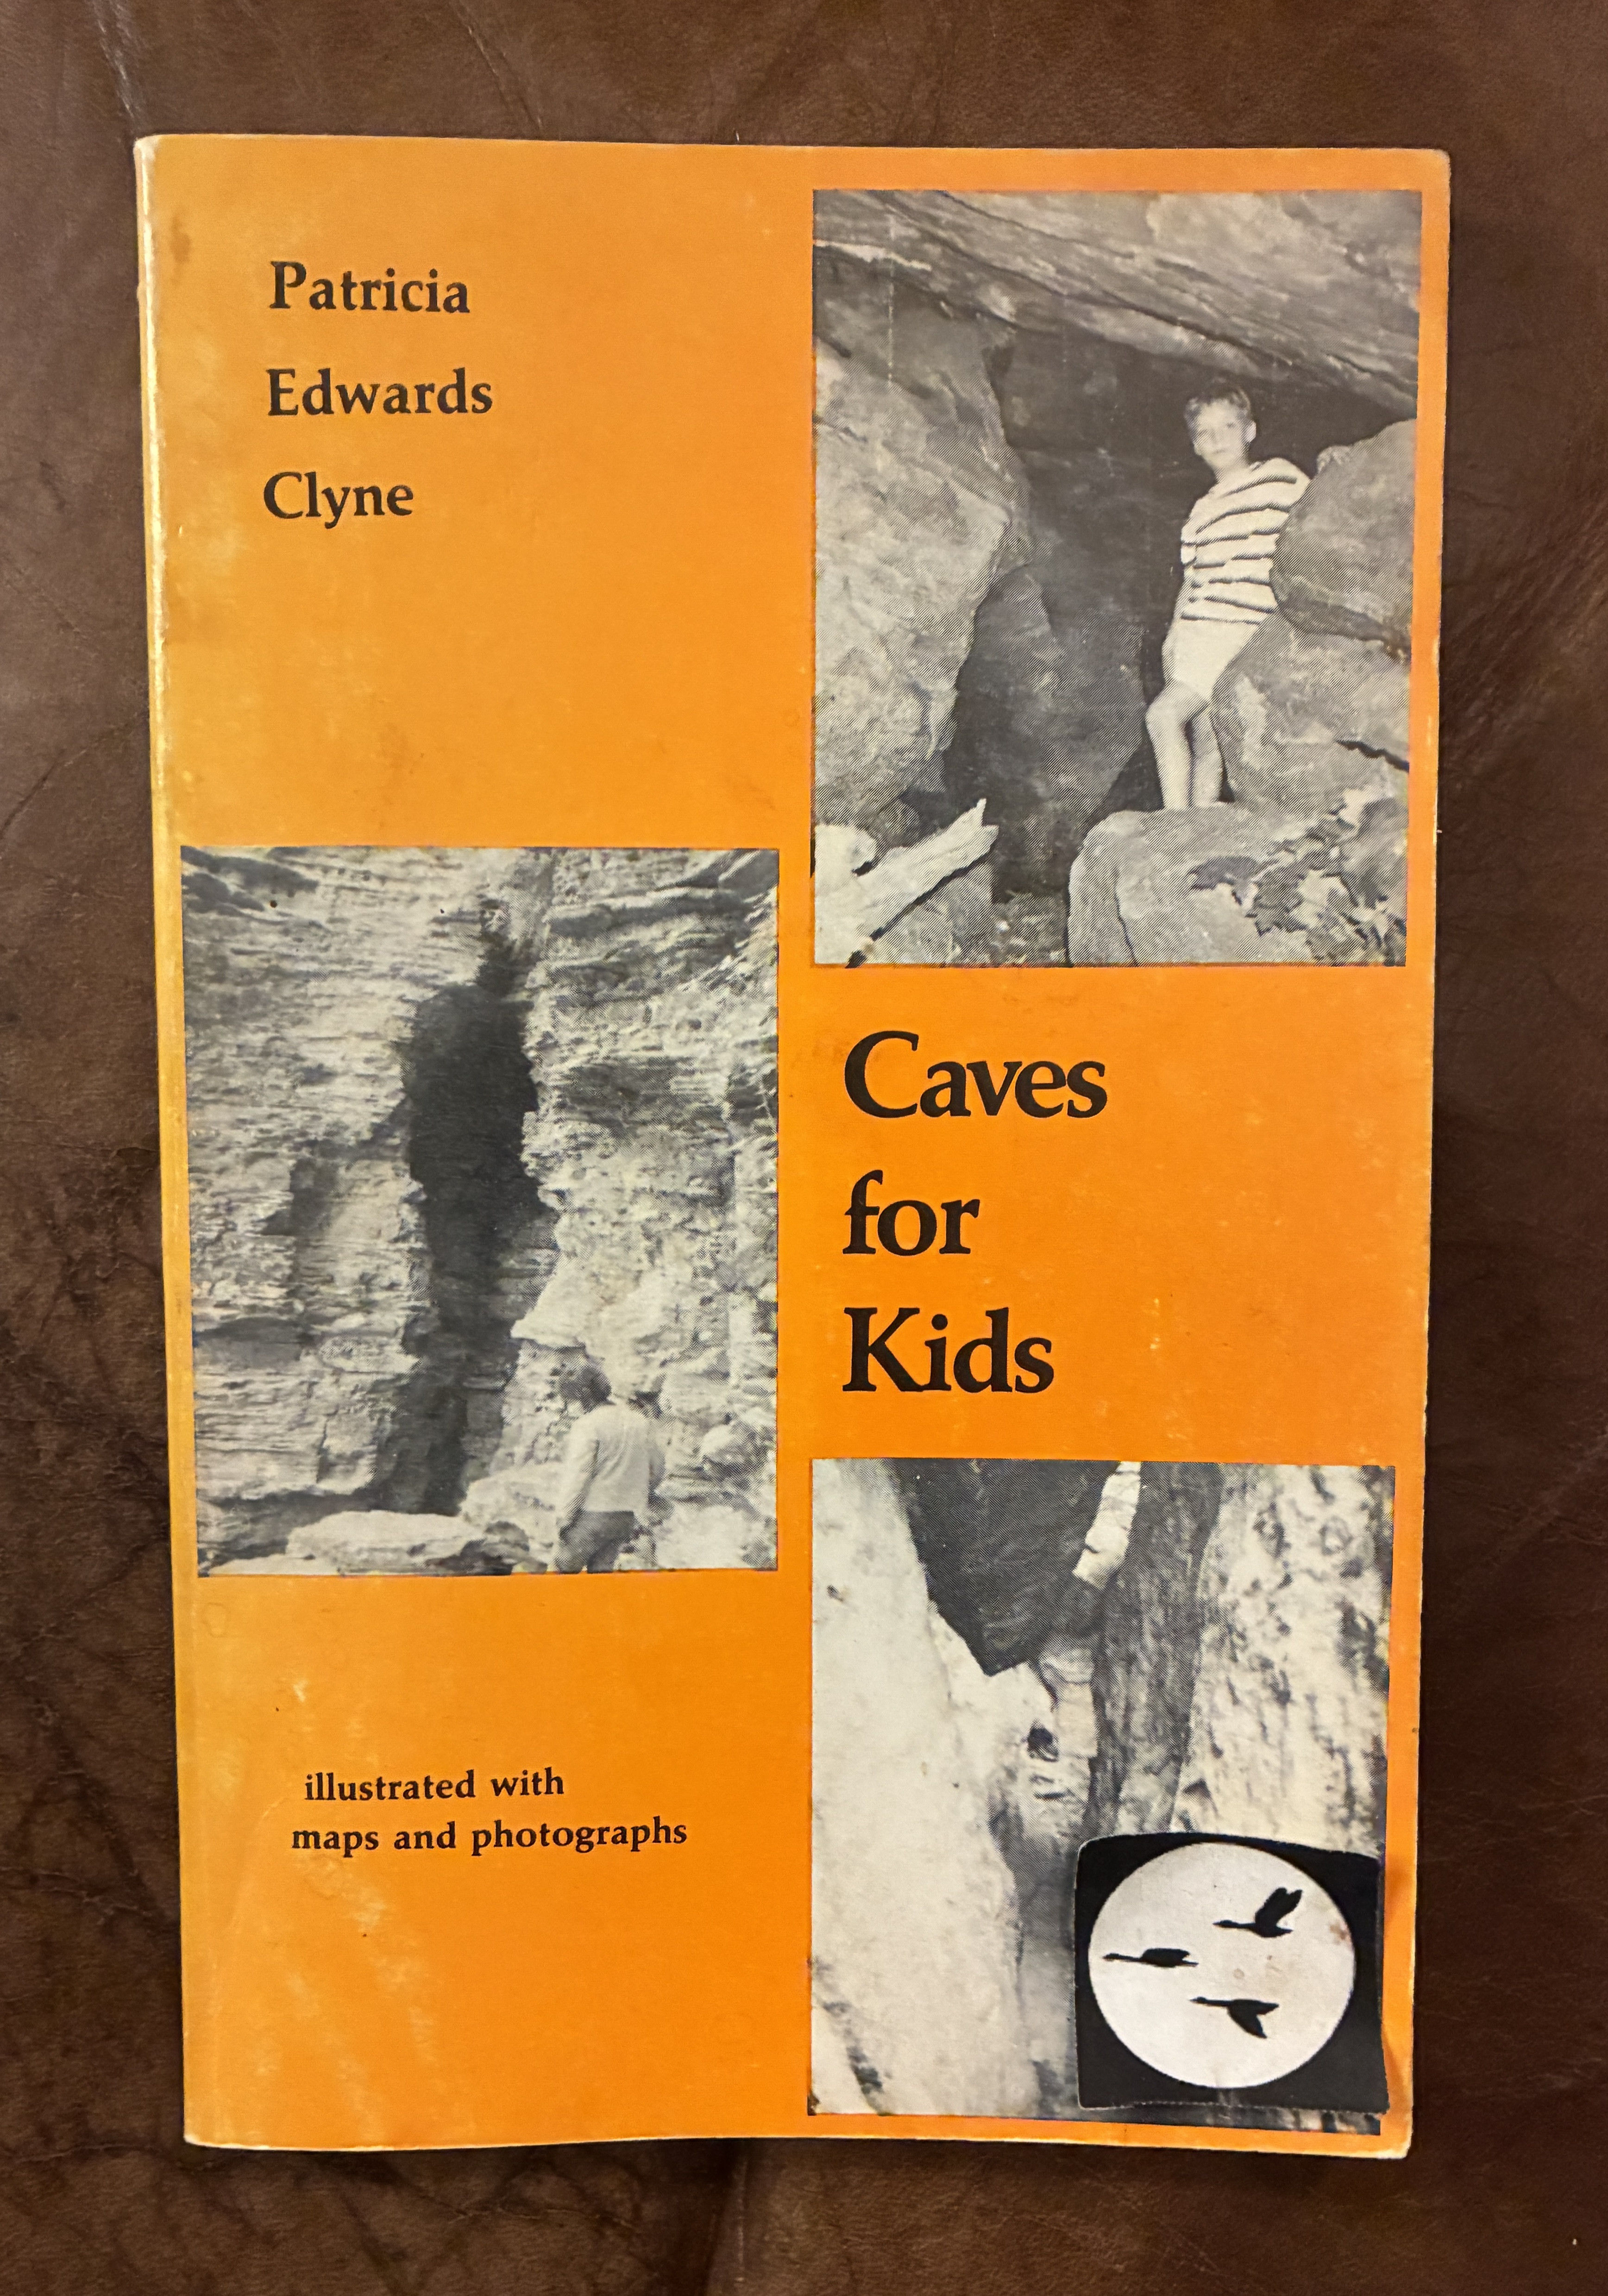 Patricia
Edwards
Clyne
Caves
for
Kids
illustrated with
maps and photographs